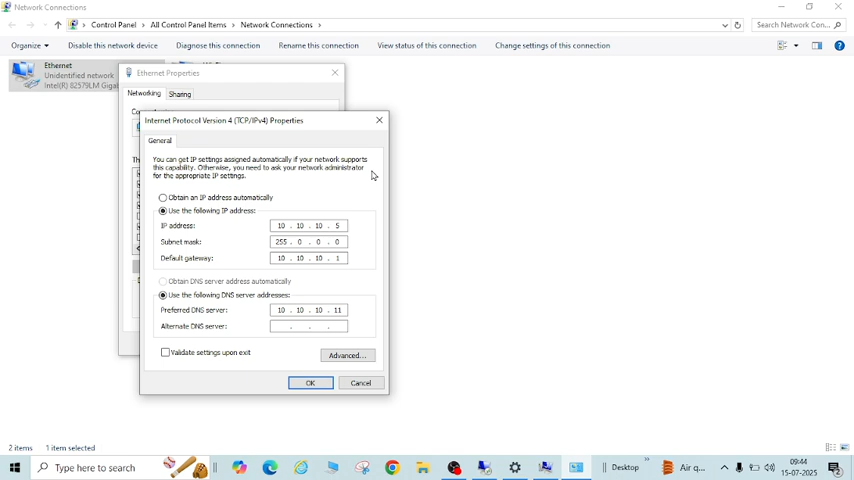 Network Connections
Control Panel > All Control Panel Items > Network Connections >
Search Network Con...
Organize
Disable this network device
Diagnose this connection
Rename this connection
View status of this connection
Change settings of this connection
Ethernet
Unidentified network
Intel(R) 82579LM Gigab
Ethernet Properties
Networking
Sharing
Internet Protocol Version 4 (TCP/IPv4) Properties
General
You can get IP settings assigned automatically if your network supports
this capability. Otherwise, you need to ask your network administrator
for the appropriate IP settings.
Obtain an IP address automatically
Use the following IP address:
IP address: 10 . 10 . 10 . 5
Subnet mask: 255 . 0 . 0 . 0
Default gateway: 10 . 10 . 10 . 1
Obtain DNS server address automatically
Use the following DNS server addresses:
Preferred DNS server: 10 . 10 . 10 . 11
Alternate DNS server: . . .
Validate settings upon exit
Advanced...
OK
Cancel
2 items
1 item selected
Type here to search
Desktop
Air q...
09:44
15-07-2025
2